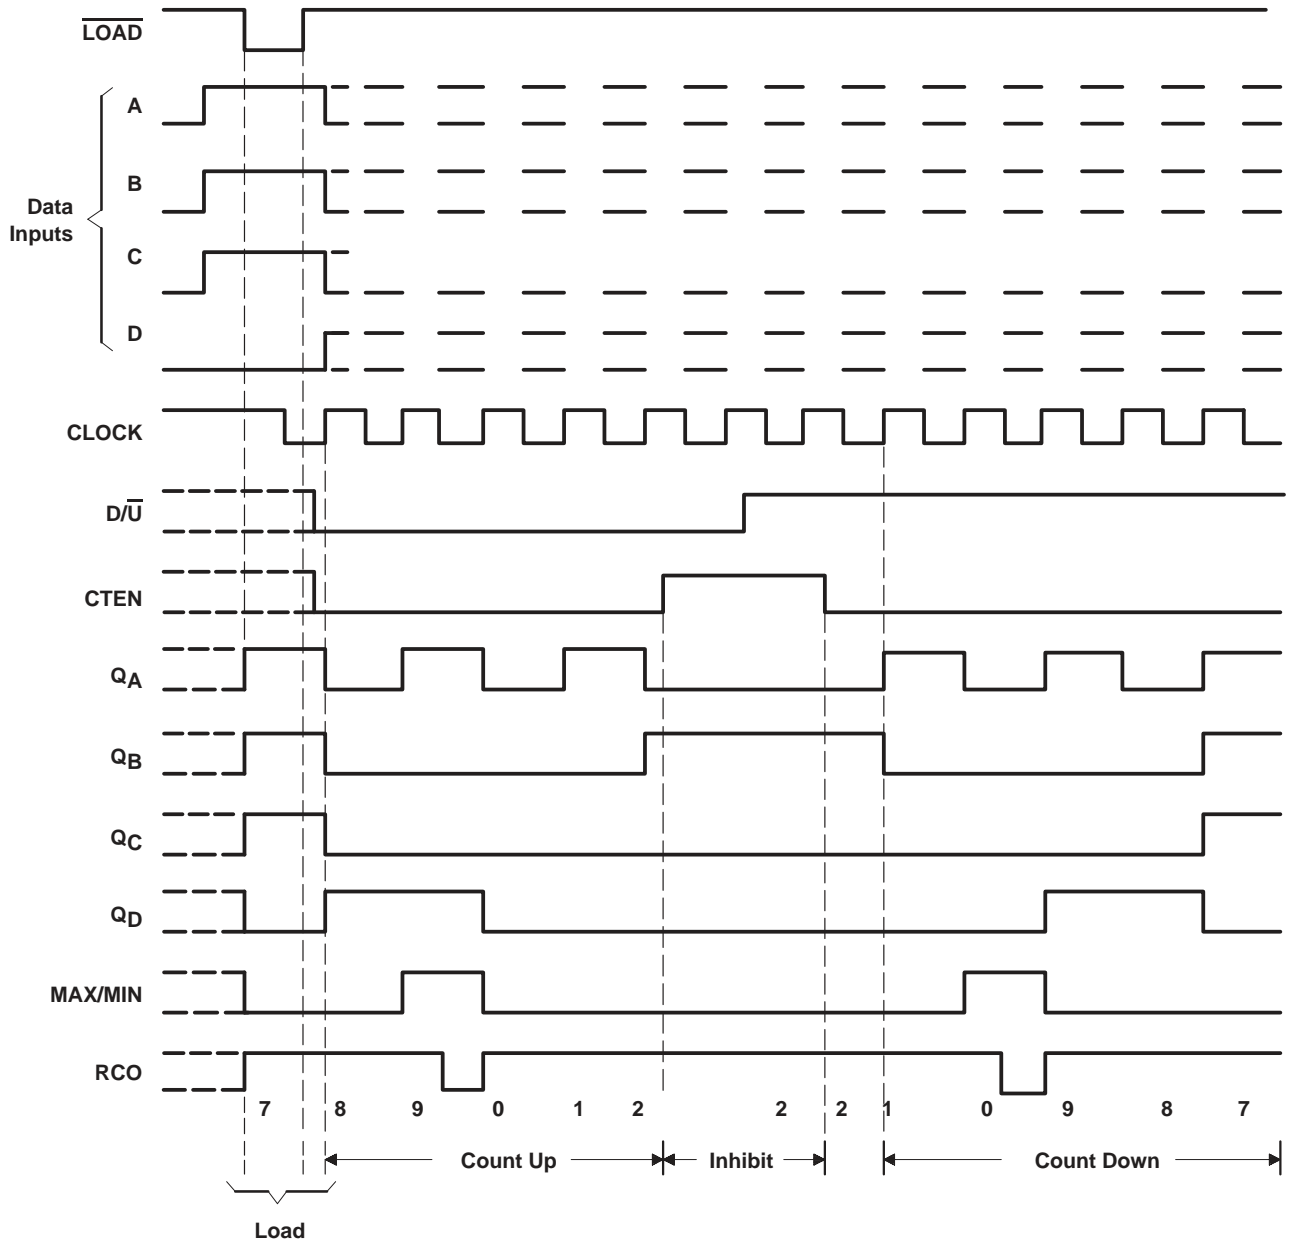 LOAD
A
B
Data
Inputs
C
D
CLOCK
D/U
CTEN
QA
QB
QC
QD
MAX/MIN
RCO
7 8 9 0 1 2 2 2 1 0 9 8 7
Count Up Inhibit Count Down
Load